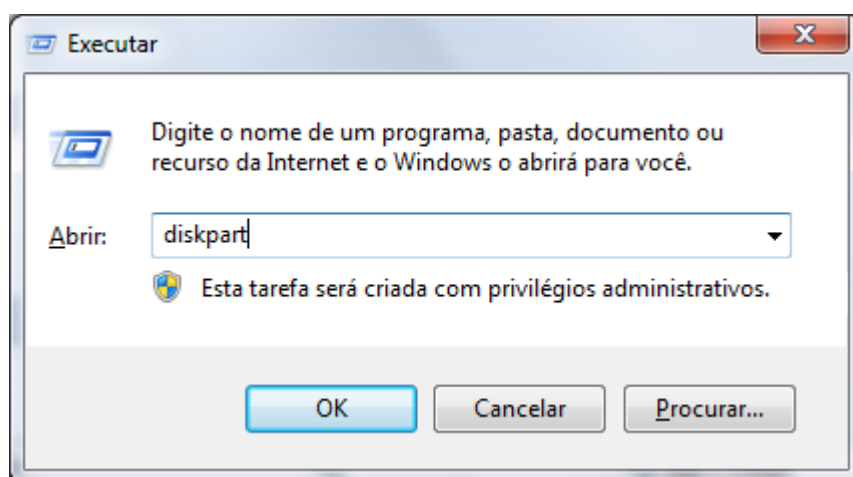 Executar
Digite o nome de um programa, pasta, documento ou
recurso da Internet e o Windows o abrirá para você.
Abrir:
diskpart
Esta tarefa será criada com privilégios administrativos.
OK
Cancelar
Procurar...